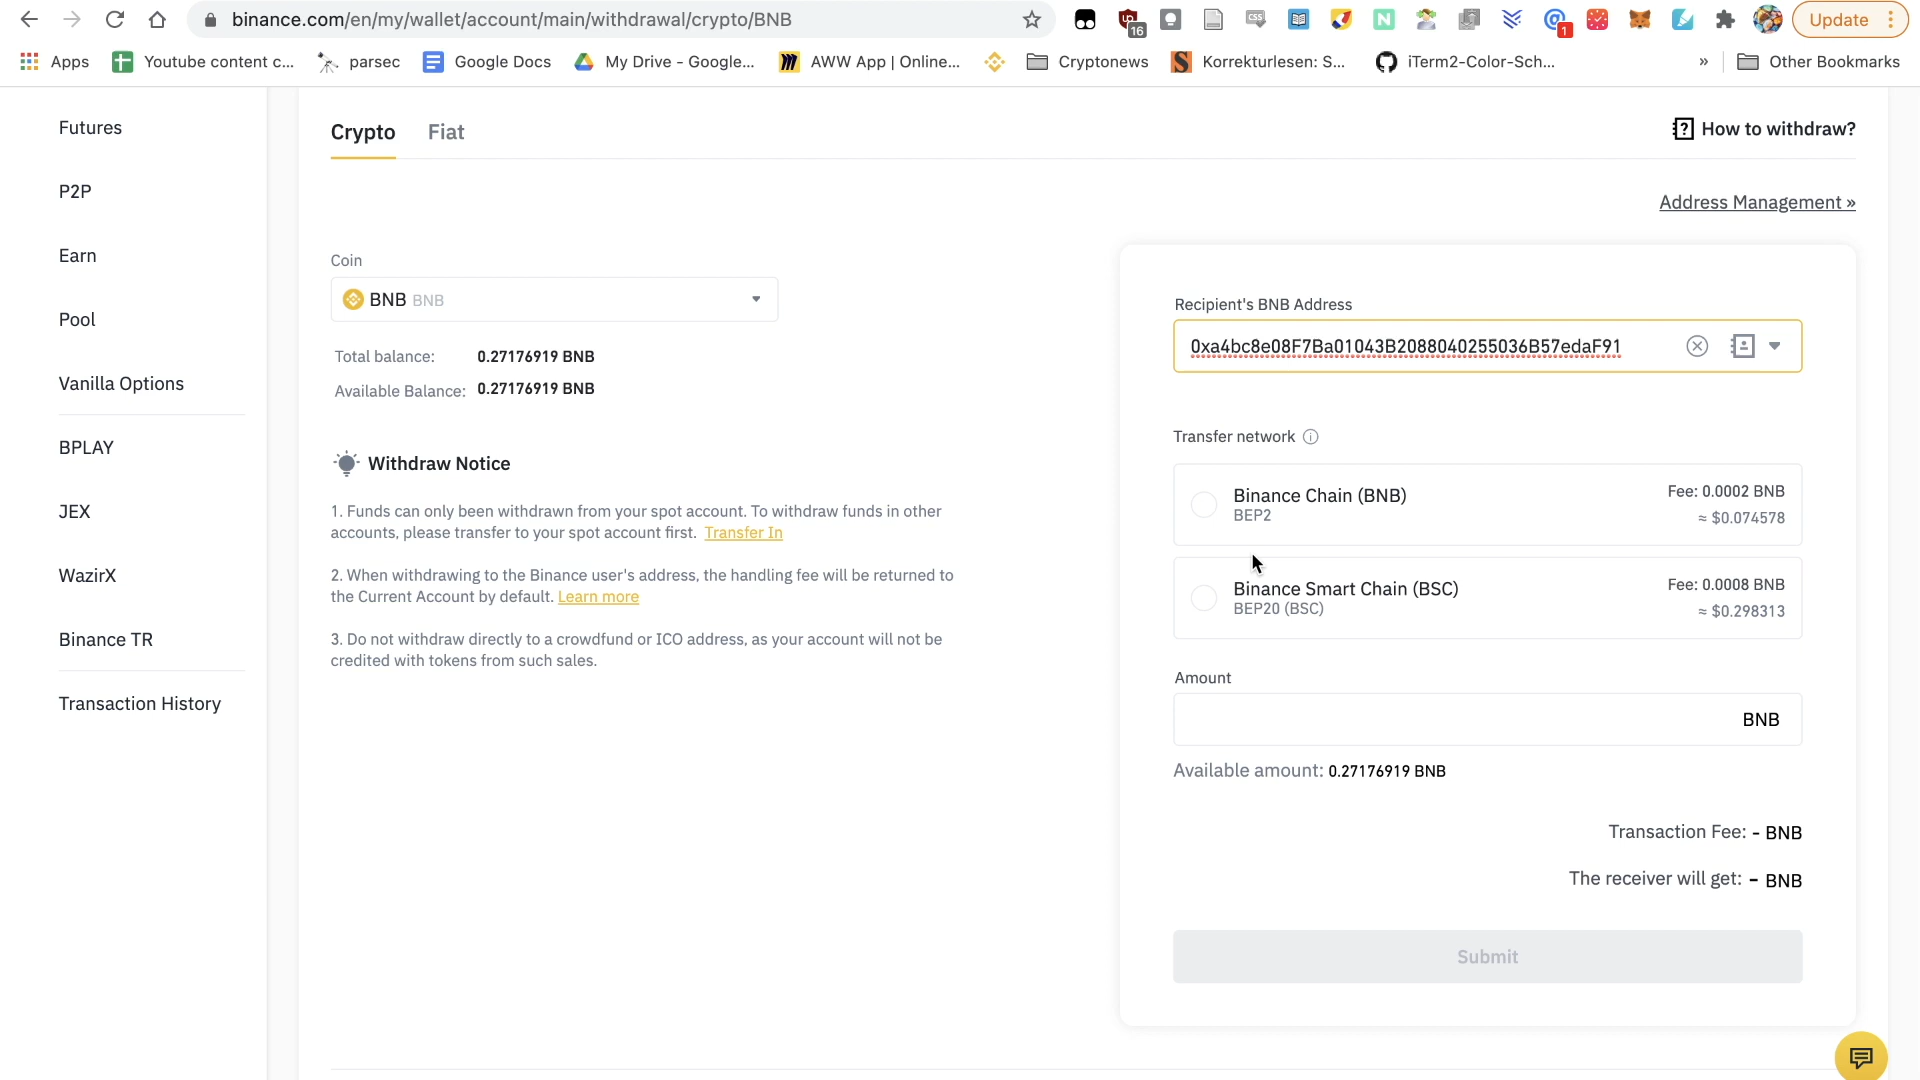 binance.com/en/my/wallet/account/main/withdrawal/crypto/BNB
16
CSS
N
1
Update
Apps
Youtube content c...
parsec
Google Docs
My Drive - Google...
AWW App | Online...
Cryptonews
S
Korrekturlesen: S...
iTerm2-Color-Sch...
»
Other Bookmarks
Futures
P2P
Earn
Pool
Vanilla Options
BPLAY
JEX
WazirX
Binance TR
Transaction History
Crypto
Fiat
How to withdraw?
Address Management »
Coin
BNB BNB
Total balance: 0.27176919 BNB
Available Balance: 0.27176919 BNB
Withdraw Notice
1. Funds can only been withdrawn from your spot account. To withdraw funds in other
accounts, please transfer to your spot account first. Transfer In
2. When withdrawing to the Binance user's address, the handling fee will be returned to
the Current Account by default. Learn more
3. Do not withdraw directly to a crowdfund or ICO address, as your account will not be
credited with tokens from such sales.
Recipient's BNB Address
0xa4bc8e08F7Ba01043B2088040255036B57edaF91
Transfer network
Binance Chain (BNB)
BEP2
Fee: 0.0002 BNB
≈ $0.074578
Binance Smart Chain (BSC)
BEP20 (BSC)
Fee: 0.0008 BNB
≈ $0.298313
Amount
BNB
Available amount: 0.27176919 BNB
Transaction Fee: - BNB
The receiver will get: - BNB
Submit